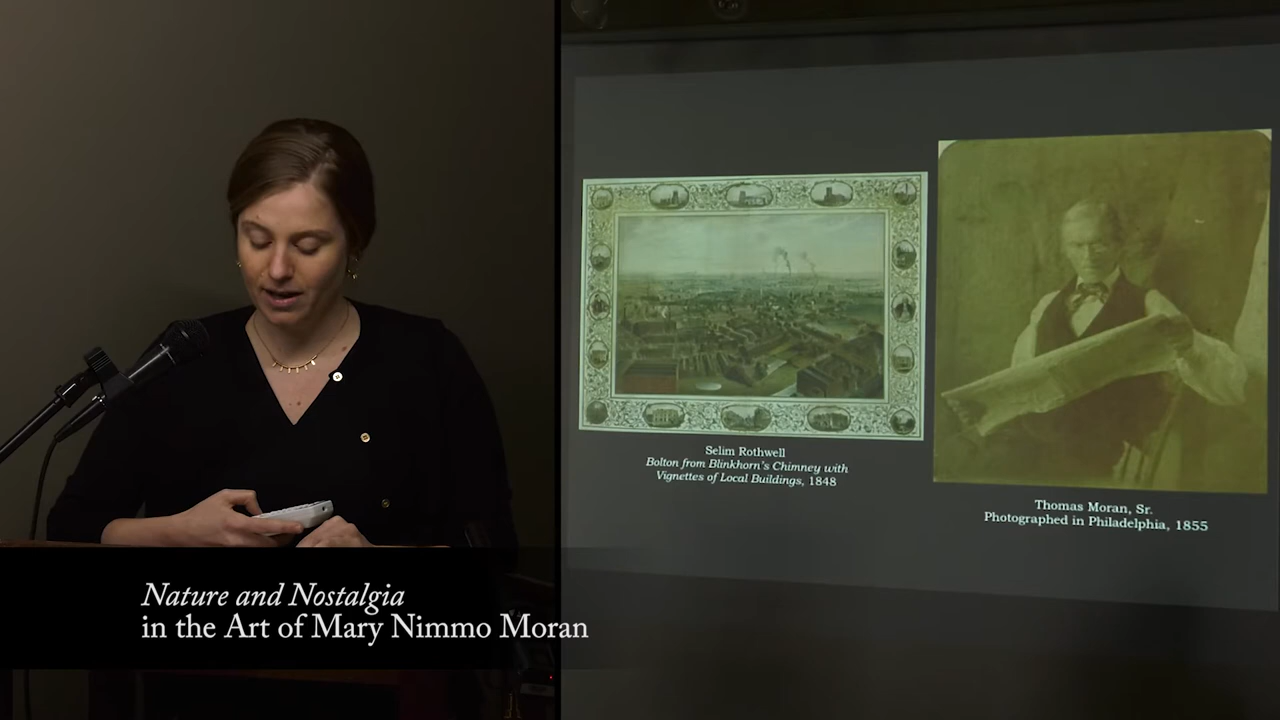 Selim Rothwell
Bolton from Blinkhorn's Chimney with
Vignettes of Local Buildings, 1848
Thomas Moran, Sr.
Photographed in Philadelphia, 1855
Nature and Nostalgia
in the Art of Mary Nimmo Moran